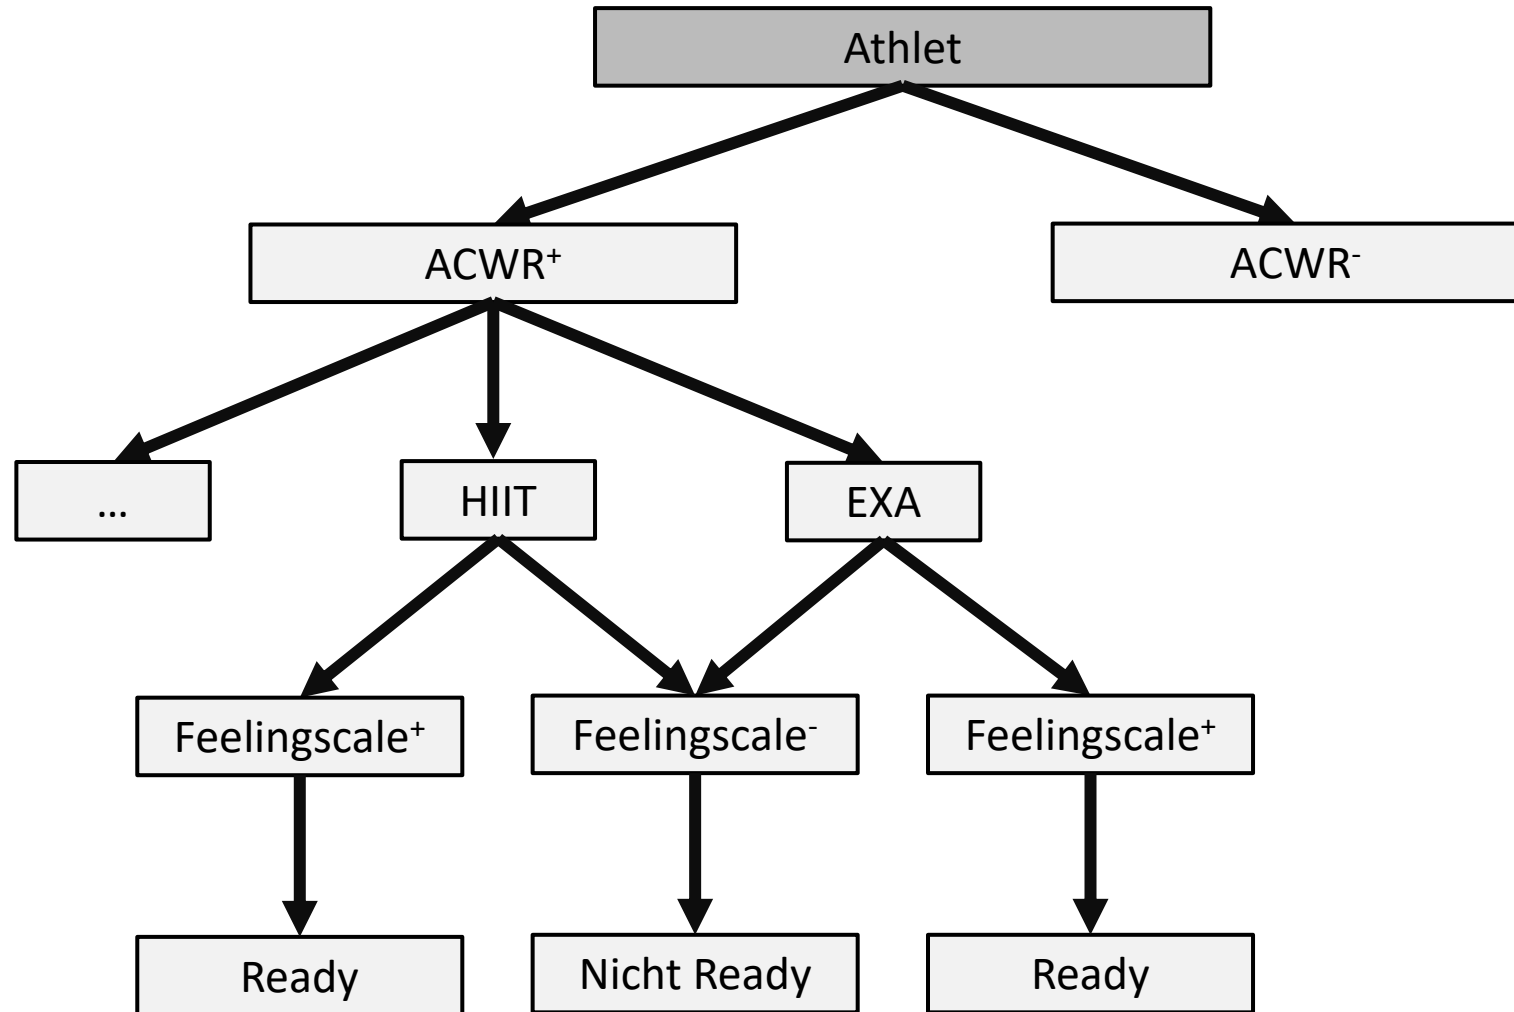 Athlet
ACWR⁺
ACWR⁻
...
HIIT
EXA
Feelingscale⁺
Feelingscale⁻
Feelingscale⁺
Ready
Nicht Ready
Ready